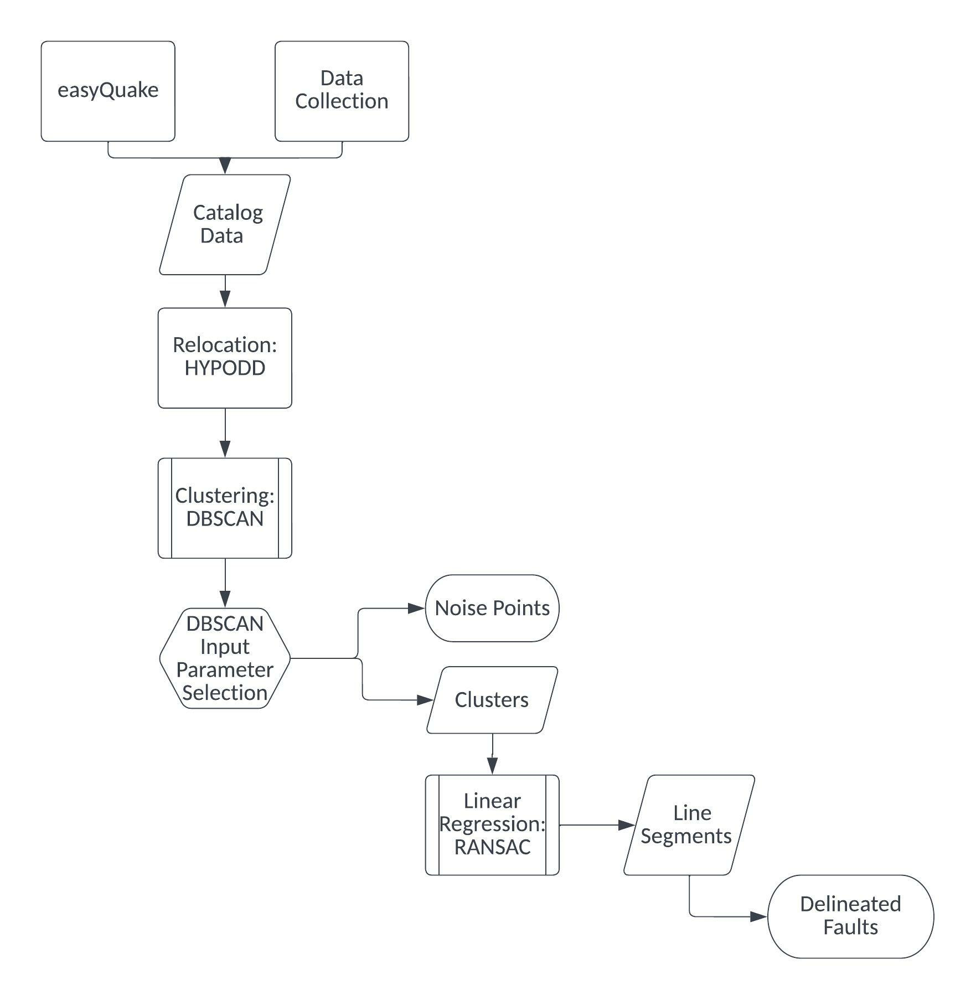 easyQuake
Data
Collection
Catalog
Data
Relocation:
HYPODD
Clustering:
DBSCAN
DBSCAN
Input
Parameter
Selection
Noise Points
Clusters
Linear
Regression:
RANSAC
Line
Segments
Delineated
Faults